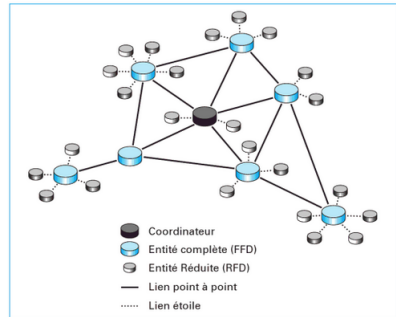 Coordinateur
Entité complète (FFD)
Entité Réduite (RFD)
Lien point à point
Lien étoile